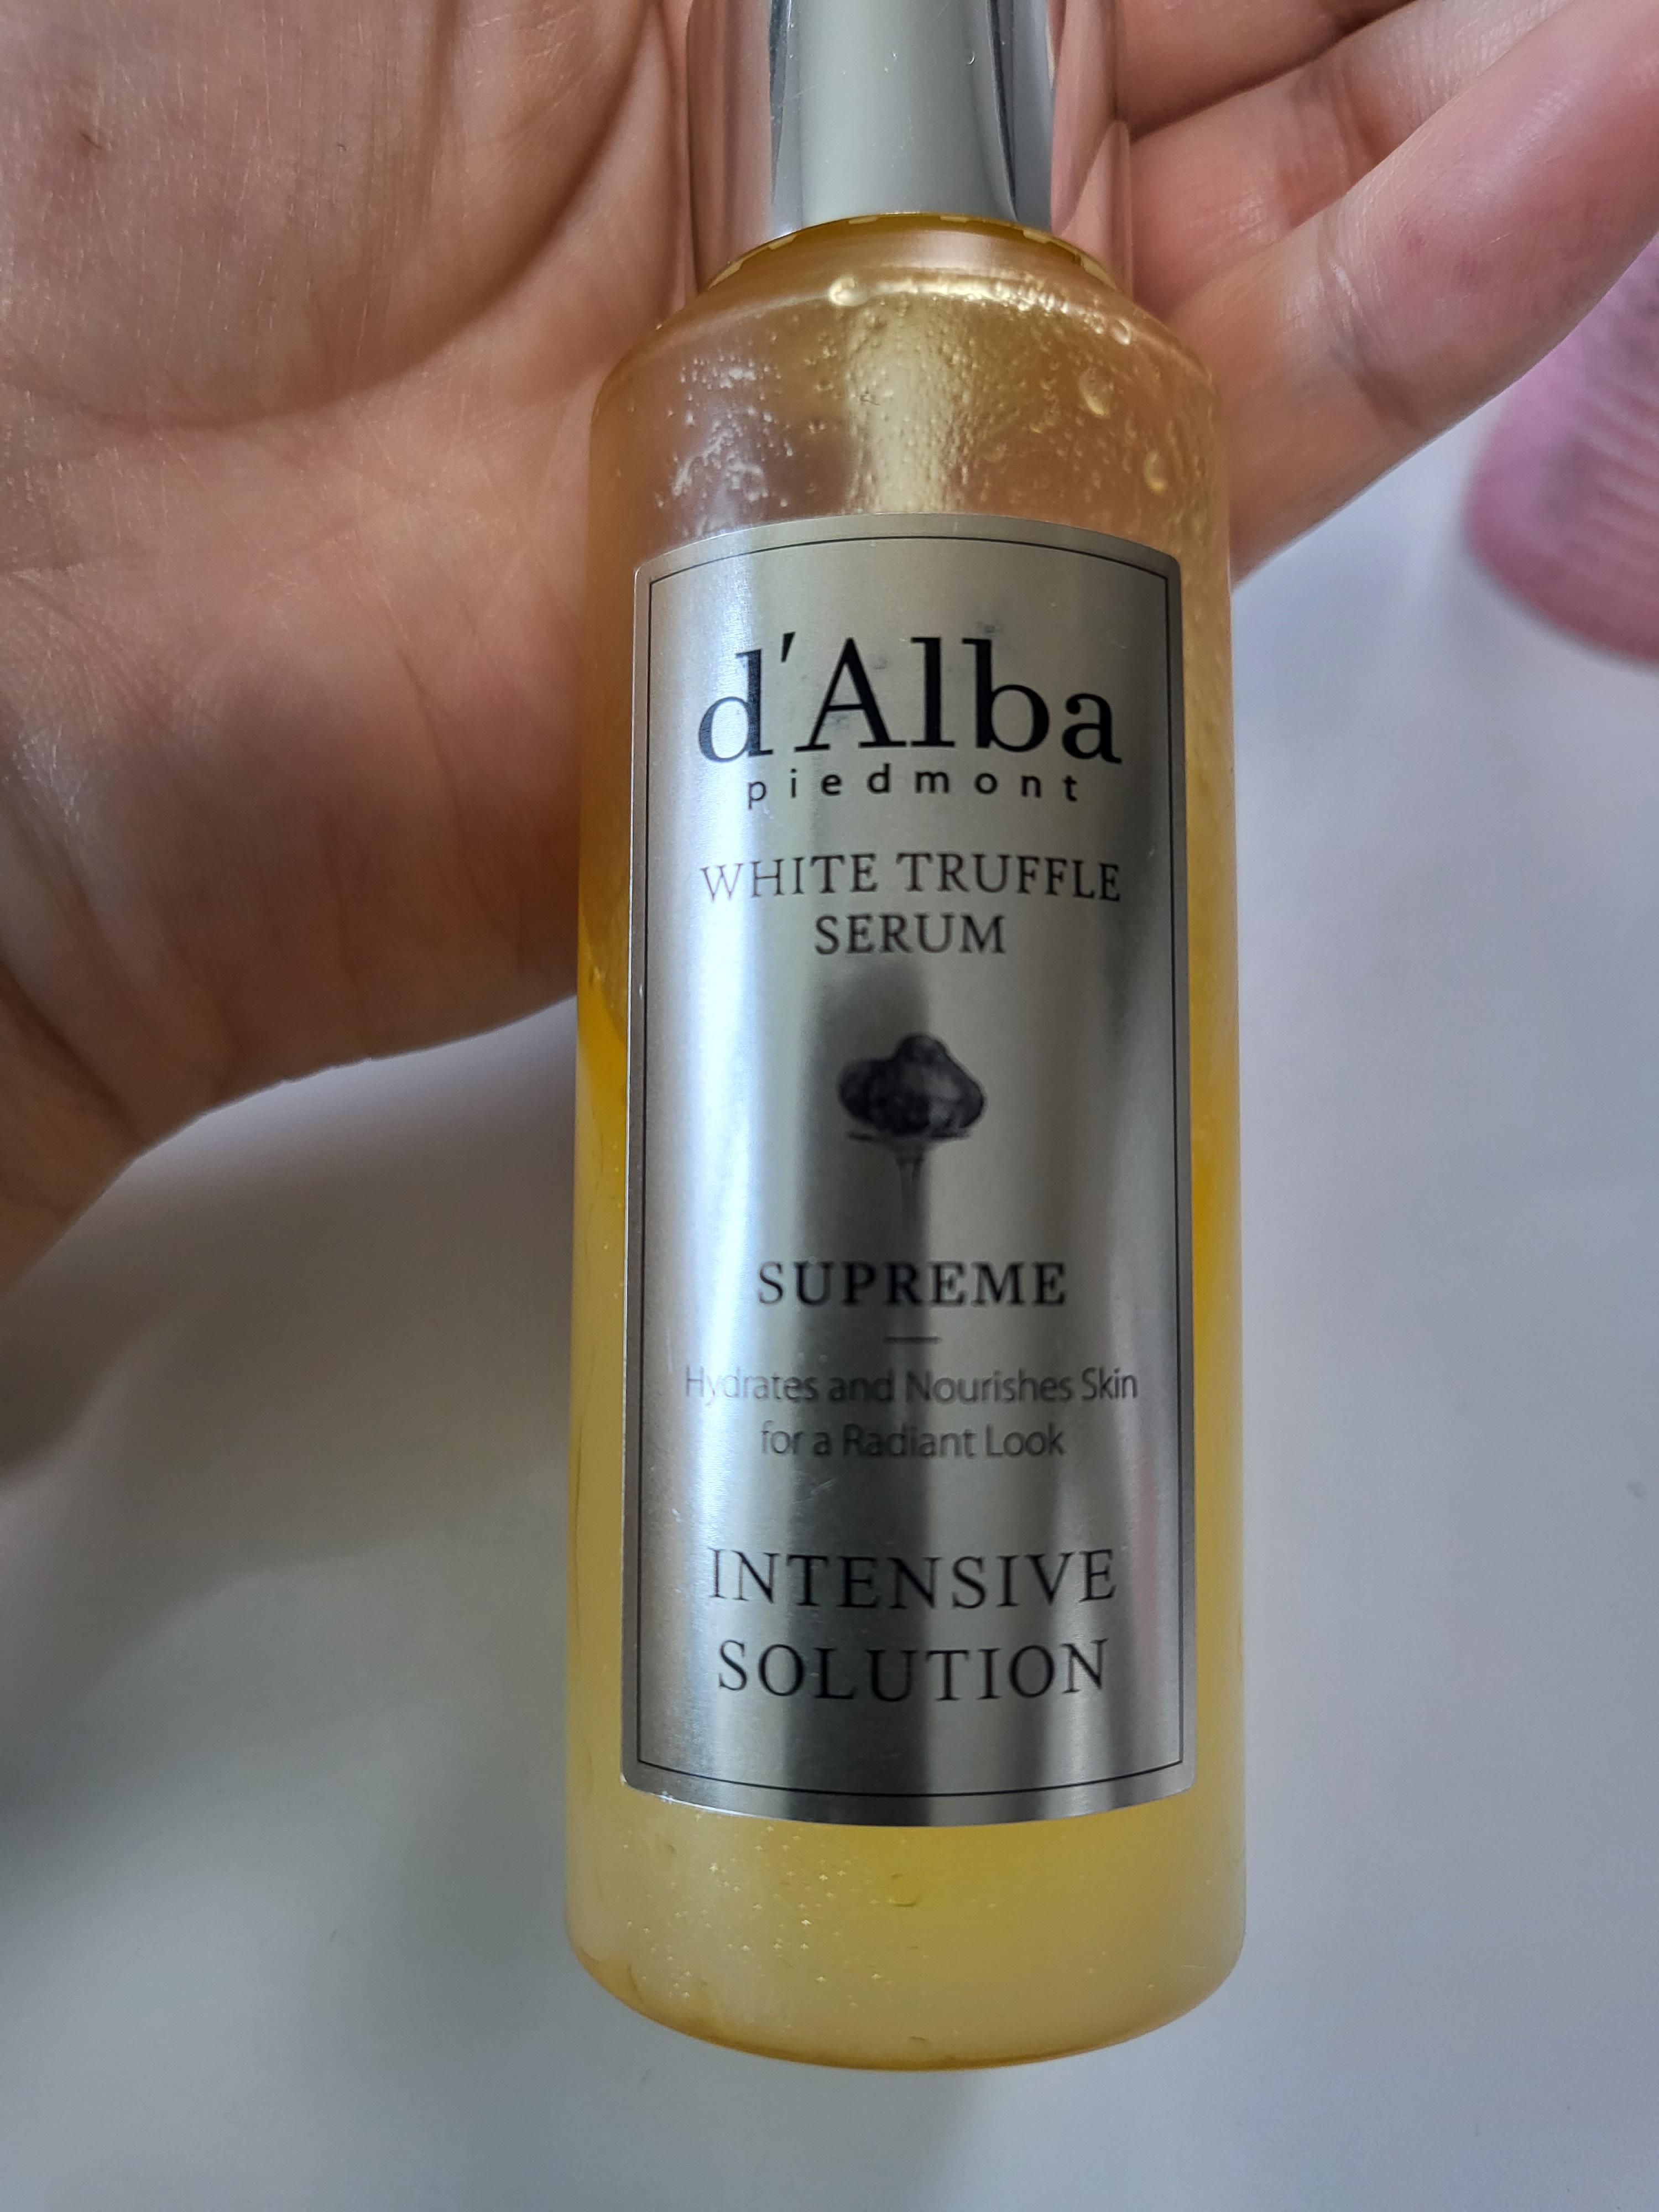 d'Alba
piedmont
WHITE TRUFFLE
SERUM
SUPREME
Hydrates and Nourishes Skin
for a Radiant Look
INTENSIVE
SOLUTION